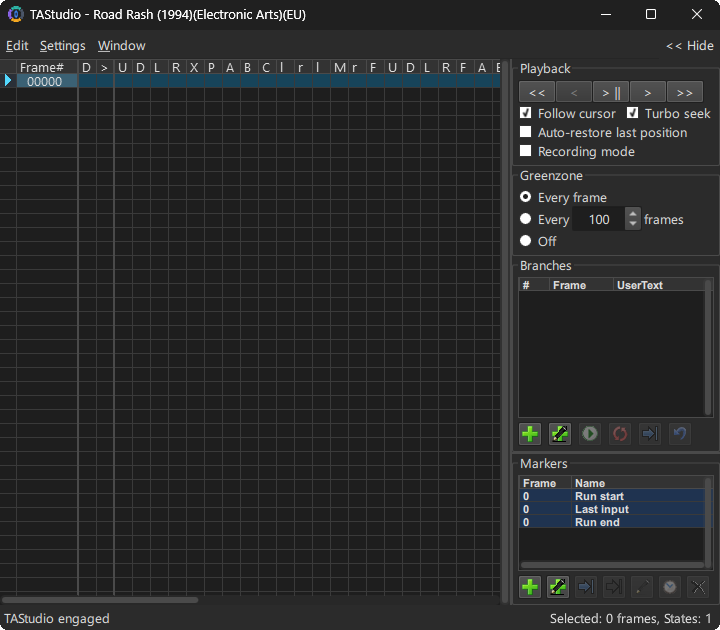 TAStudio - Road Rash (1994)(Electronic Arts)(EU)
Edit Settings Window << Hide
Frame# D > U D L R X P A B C l r l M r F U D L R F A B
00000
Playback
<< < > || > >>
Follow cursor Turbo seek
Auto-restore last position
Recording mode
Greenzone
Every frame
Every 100 frames
Off
Branches
# Frame UserText
Markers
Frame Name
0 Run start
0 Last input
0 Run end
TAStudio engaged Selected: 0 frames, States: 1